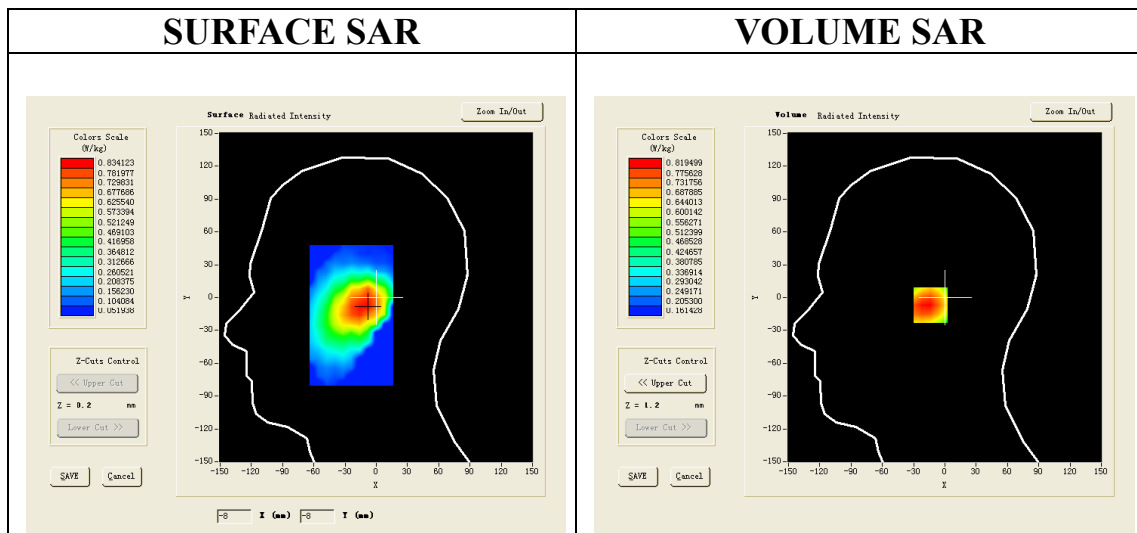 SURFACE SAR
VOLUME SAR
Surface Radiated Intensity
Zoom In/Out
Colors Scale
(W/kg)
0.834123
0.781977
0.729831
0.677686
0.625540
0.573394
0.521249
0.469103
0.416958
0.364812
0.312666
0.260521
0.208375
0.156230
0.104084
0.051938
150
120
90
60
30
0
-30
-60
-90
-120
-150
Y
-150 -120 -90 -60 -30 0 30 60 90 120 150
X
Z-Cuts Control
<< Upper Cut
Z = 0.2 mm
Lower Cut >>
SAVE Cancel
-8 X (mm) -8 Y (mm)
Volume Radiated Intensity
Zoom In/Out
Colors Scale
(W/kg)
0.819499
0.775628
0.731756
0.687885
0.644013
0.600142
0.556271
0.512399
0.468528
0.424657
0.380785
0.336914
0.293042
0.249171
0.205300
0.161428
150
120
90
60
30
0
-30
-60
-90
-120
-150
Y
-150 -120 -90 -60 -30 0 30 60 90 120 150
X
Z-Cuts Control
<< Upper Cut
Z = 4.2 mm
Lower Cut >>
SAVE Cancel